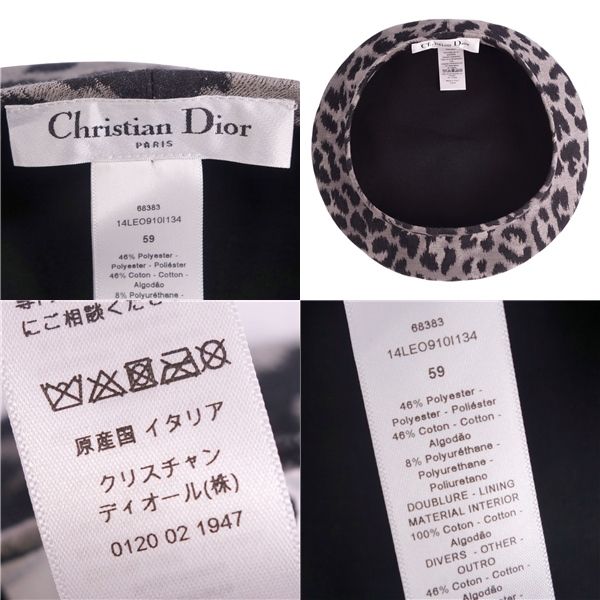 Christian Dior
PARIS
68383
14LEO910I134
59
46% Polyester -
Polyester - Poliéster
46% Coton - Cotton -
Algodão
8% Polyuréthane -
Christian Dior
にご相談くださ
原産国 イタリア
クリスチャン
ディオール(株)
0120 02 1947
68383
14LEO910I134
59
46% Polyester -
Polyester - Poliéster
46% Coton - Cotton -
Algodão
8% Polyuréthane -
Polyurethane -
Poliuretano
DOUBLURE - LINING
MATERIAL INTERIOR
100% Coton - Cotton -
Algodão
DIVERS - OTHER -
OUTRO
46% Coton - Cotton -
Algodão